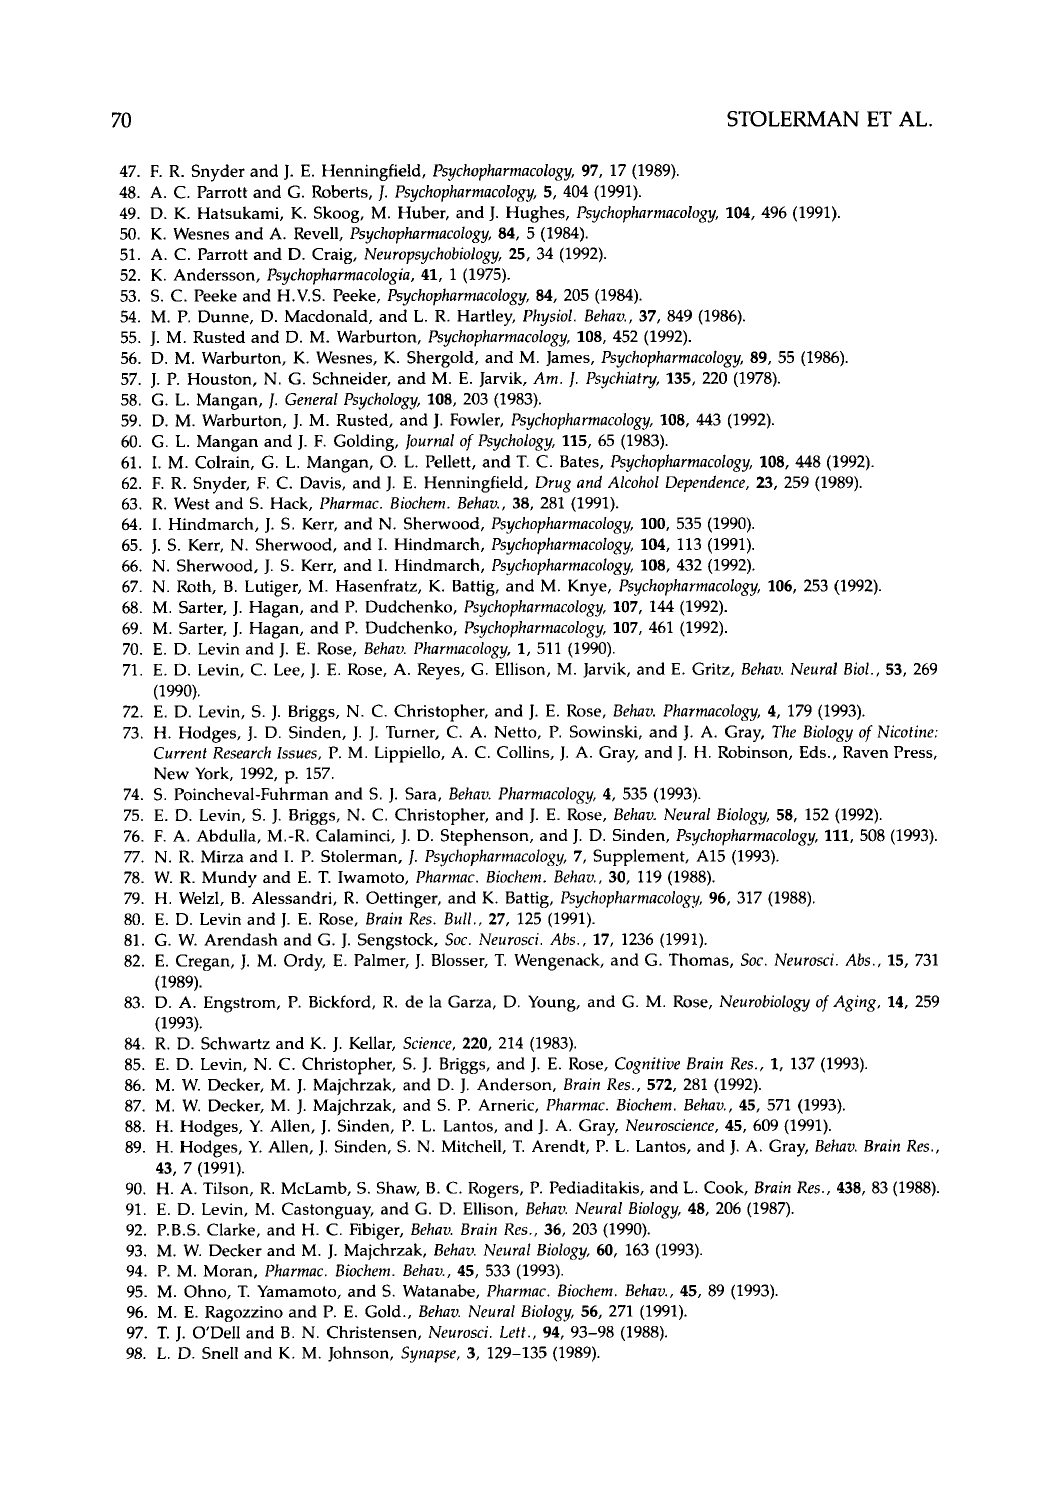 70 STOLERMAN ET AL.
47. F. R. Snyder and J. E. Henningfield, Psychopharmacology, 97, 17 (1989).
48. A. C. Parrott and G. Roberts, J. Psychopharmacology, 5, 404 (1991).
49. D. K. Hatsukami, K. Skoog, M. Huber, and J. Hughes, Psychopharmacology, 104, 496 (1991).
50. K. Wesnes and A. Revell, Psychopharmacology, 84, 5 (1984).
51. A. C. Parrott and D. Craig, Neuropsychobiology, 25, 34 (1992).
52. K. Andersson, Psychopharmacologia, 41, 1 (1975).
53. S. C. Peeke and H.V.S. Peeke, Psychopharmacology, 84, 205 (1984).
54. M. P. Dunne, D. Macdonald, and L. R. Hartley, Physiol. Behav., 37, 849 (1986).
55. J. M. Rusted and D. M. Warburton, Psychopharmacology, 108, 452 (1992).
56. D. M. Warburton, K. Wesnes, K. Shergold, and M. James, Psychopharmacology, 89, 55 (1986).
57. J. P. Houston, N. G. Schneider, and M. E. Jarvik, Am. J. Psychiatry, 135, 220 (1978).
58. G. L. Mangan, J. General Psychology, 108, 203 (1983).
59. D. M. Warburton, J. M. Rusted, and J. Fowler, Psychopharmacology, 108, 443 (1992).
60. G. L. Mangan and J. F. Golding, Journal of Psychology, 115, 65 (1983).
61. I. M. Colrain, G. L. Mangan, O. L. Pellett, and T. C. Bates, Psychopharmacology, 108, 448 (1992).
62. F. R. Snyder, F. C. Davis, and J. E. Henningfield, Drug and Alcohol Dependence, 23, 259 (1989).
63. R. West and S. Hack, Pharmac. Biochem. Behav., 38, 281 (1991).
64. I. Hindmarch, J. S. Kerr, and N. Sherwood, Psychopharmacology, 100, 535 (1990).
65. J. S. Kerr, N. Sherwood, and I. Hindmarch, Psychopharmacology, 104, 113 (1991).
66. N. Sherwood, J. S. Kerr, and I. Hindmarch, Psychopharmacology, 108, 432 (1992).
67. N. Roth, B. Lutiger, M. Hasenfratz, K. Battig, and M. Knye, Psychopharmacology, 106, 253 (1992).
68. M. Sarter, J. Hagan, and P. Dudchenko, Psychopharmacology, 107, 144 (1992).
69. M. Sarter, J. Hagan, and P. Dudchenko, Psychopharmacology, 107, 461 (1992).
70. E. D. Levin and J. E. Rose, Behav. Pharmacology, 1, 511 (1990).
71. E. D. Levin, C. Lee, J. E. Rose, A. Reyes, G. Ellison, M. Jarvik, and E. Gritz, Behav. Neural Biol., 53, 269
(1990).
72. E. D. Levin, S. J. Briggs, N. C. Christopher, and J. E. Rose, Behav. Pharmacology, 4, 179 (1993).
73. H. Hodges, J. D. Sinden, J. J. Turner, C. A. Netto, P. Sowinski, and J. A. Gray, The Biology of Nicotine:
Current Research Issues, P. M. Lippiello, A. C. Collins, J. A. Gray, and J. H. Robinson, Eds., Raven Press,
New York, 1992, p. 157.
74. S. Poincheval-Fuhrman and S. J. Sara, Behav. Pharmacology, 4, 535 (1993).
75. E. D. Levin, S. J. Briggs, N. C. Christopher, and J. E. Rose, Behav. Neural Biology, 58, 152 (1992).
76. F. A. Abdulla, M.-R. Calaminci, J. D. Stephenson, and J. D. Sinden, Psychopharmacology, 111, 508 (1993).
77. N. R. Mirza and I. P. Stolerman, J. Psychopharmacology, 7, Supplement, A15 (1993).
78. W. R. Mundy and E. T. Iwamoto, Pharmac. Biochem. Behav., 30, 119 (1988).
79. H. Welzl, B. Alessandri, R. Oettinger, and K. Battig, Psychopharmacology, 96, 317 (1988).
80. E. D. Levin and J. E. Rose, Brain Res. Bull., 27, 125 (1991).
81. G. W. Arendash and G. J. Sengstock, Soc. Neurosci. Abs., 17, 1236 (1991).
82. E. Cregan, J. M. Ordy, E. Palmer, J. Blosser, T. Wengenack, and G. Thomas, Soc. Neurosci. Abs., 15, 731
(1989).
83. D. A. Engstrom, P. Bickford, R. de la Garza, D. Young, and G. M. Rose, Neurobiology of Aging, 14, 259
(1993).
84. R. D. Schwartz and K. J. Kellar, Science, 220, 214 (1983).
85. E. D. Levin, N. C. Christopher, S. J. Briggs, and J. E. Rose, Cognitive Brain Res., 1, 137 (1993).
86. M. W. Decker, M. J. Majchrzak, and D. J. Anderson, Brain Res., 572, 281 (1992).
87. M. W. Decker, M. J. Majchrzak, and S. P. Arneric, Pharmac. Biochem. Behav., 45, 571 (1993).
88. H. Hodges, Y. Allen, J. Sinden, P. L. Lantos, and J. A. Gray, Neuroscience, 45, 609 (1991).
89. H. Hodges, Y. Allen, J. Sinden, S. N. Mitchell, T. Arendt, P. L. Lantos, and J. A. Gray, Behav. Brain Res.,
43, 7 (1991).
90. H. A. Tilson, R. McLamb, S. Shaw, B. C. Rogers, P. Pediaditakis, and L. Cook, Brain Res., 438, 83 (1988).
91. E. D. Levin, M. Castonguay, and G. D. Ellison, Behav. Neural Biology, 48, 206 (1987).
92. P.B.S. Clarke, and H. C. Fibiger, Behav. Brain Res., 36, 203 (1990).
93. M. W. Decker and M. J. Majchrzak, Behav. Neural Biology, 60, 163 (1993).
94. P. M. Moran, Pharmac. Biochem. Behav., 45, 533 (1993).
95. M. Ohno, T. Yamamoto, and S. Watanabe, Pharmac. Biochem. Behav., 45, 89 (1993).
96. M. E. Ragozzino and P. E. Gold., Behav. Neural Biology, 56, 271 (1991).
97. T. J. O'Dell and B. N. Christensen, Neurosci. Lett., 94, 93–98 (1988).
98. L. D. Snell and K. M. Johnson, Synapse, 3, 129–135 (1989).